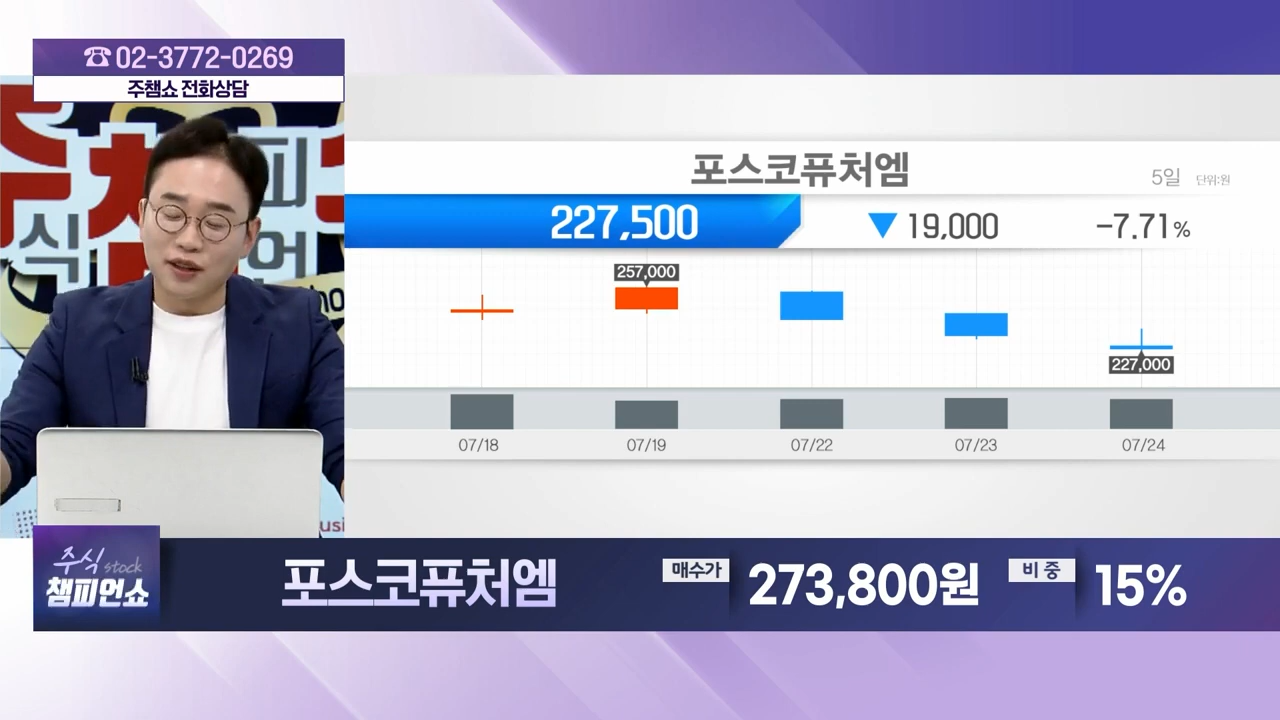 ☎02-3772-0269
주챔쇼 전화상담
피
식
언
포스코퓨처엠
5일 단위:원
227,500 ▼19,000 -7.71%
257,000
227,000
07/18 07/19 07/22 07/23 07/24
주식 stock
챔피언쇼
포스코퓨처엠 매수가 273,800원 비중 15%